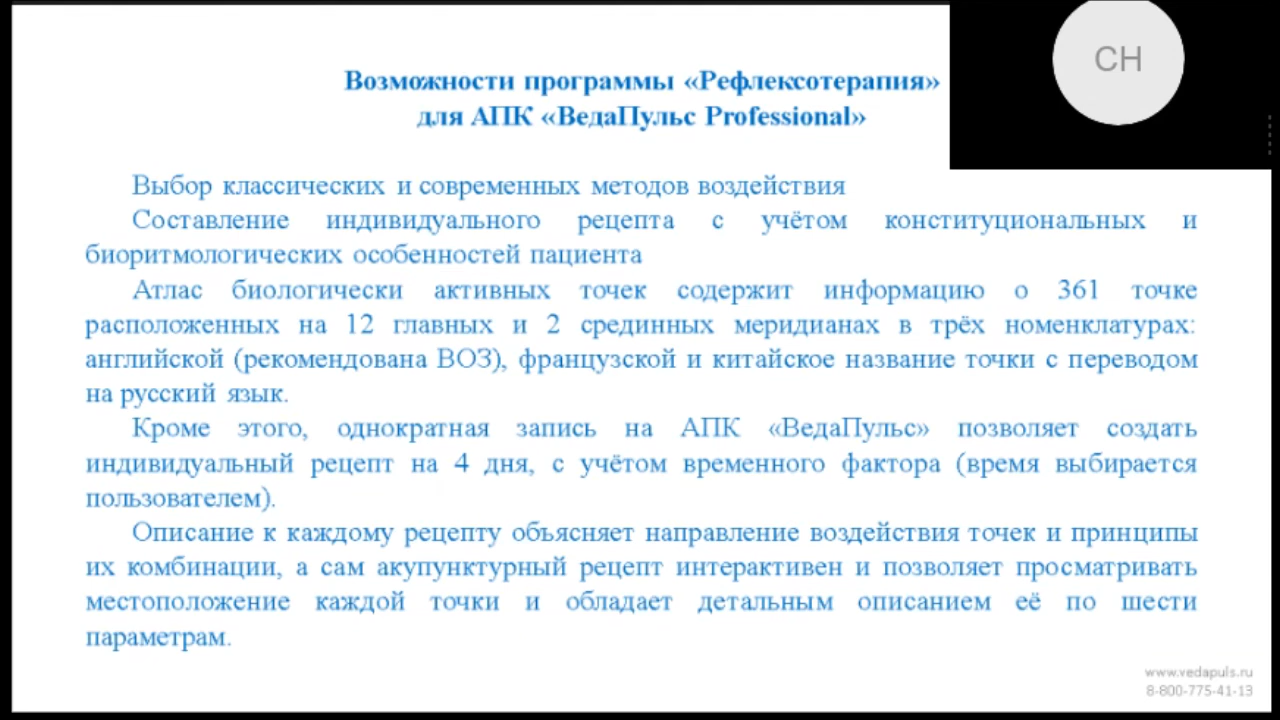 Возможности программы «Рефлексотерапия»
для АПК «ВедаПульс Professional»
СН
Выбор классических и современных методов воздействия
Составление индивидуального рецепта с учётом конституциональных и
биоритмологических особенностей пациента
Атлас биологически активных точек содержит информацию о 361 точке
расположенных на 12 главных и 2 срединных меридианах в трёх номенклатурах:
английской (рекомендована ВОЗ), французской и китайское название точки с переводом
на русский язык.
Кроме этого, однократная запись на АПК «ВедаПульс» позволяет создать
индивидуальный рецепт на 4 дня, с учётом временного фактора (время выбирается
пользователем).
Описание к каждому рецепту объясняет направление воздействия точек и принципы
их комбинации, а сам акупунктурный рецепт интерактивен и позволяет просматривать
местоположение каждой точки и обладает детальным описанием её по шести
параметрам.
www.vedapuls.ru
8-800-775-41-13